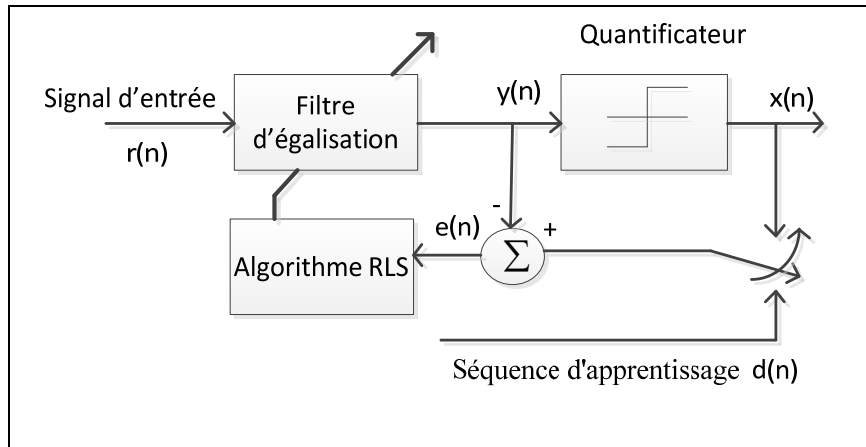 Quantificateur
Signal d'entrée
r(n)
Filtre
d'égalisation
y(n)
x(n)
-
e(n)
+
Σ
Algorithme RLS
Séquence d'apprentissage d(n)